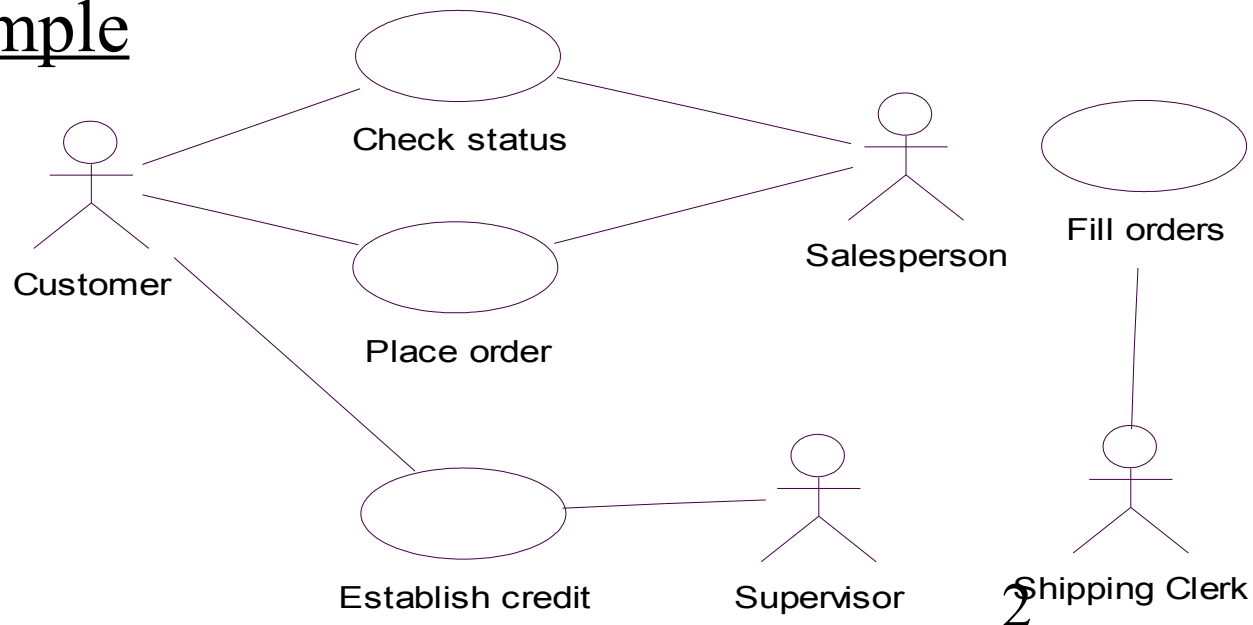 mple
Check status
Salesperson
Fill orders
Customer
Place order
Establish credit
Supervisor
Shipping Clerk
2